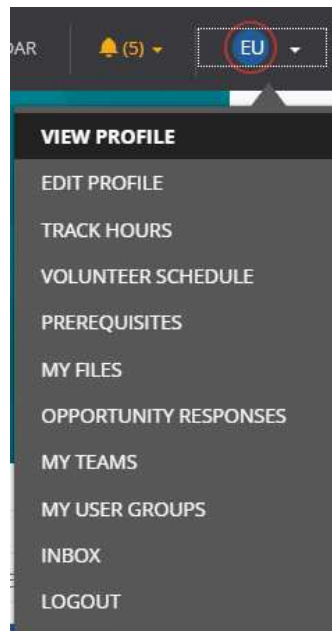 DAR
(5)
EU
VIEW PROFILE
EDIT PROFILE
TRACK HOURS
VOLUNTEER SCHEDULE
PREREQUISITES
MY FILES
OPPORTUNITY RESPONSES
MY TEAMS
MY USER GROUPS
INBOX
LOGOUT